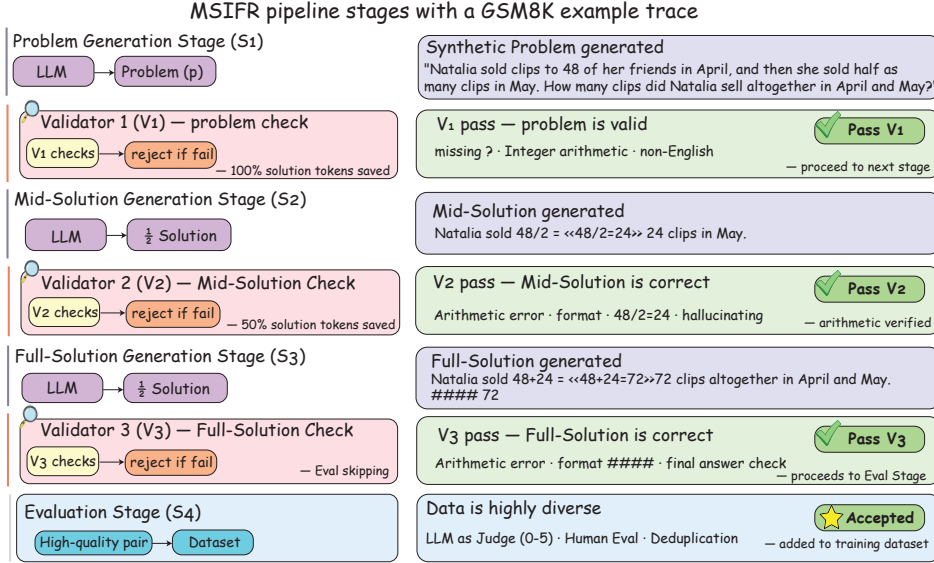 MSIFR pipeline stages with a GSM8K example trace
Problem Generation Stage (S1)
LLM
Problem (p)
Synthetic Problem generated
"Natalia sold clips to 48 of her friends in April, and then she sold half as
many clips in May. How many clips did Natalia sell altogether in April and May?"
Validator 1 (V1) — problem check
V1 checks
reject if fail
— 100% solution tokens saved
V1 pass — problem is valid
Pass V1
missing ? · Integer arithmetic · non-English
— proceed to next stage
Mid-Solution Generation Stage (S2)
LLM
½ Solution
Mid-Solution generated
Natalia sold 48/2 = <<48/2=24>> 24 clips in May.
Validator 2 (V2) — Mid-Solution Check
V2 checks
reject if fail
— 50% solution tokens saved
V2 pass — Mid-Solution is correct
Pass V2
Arithmetic error · format · 48/2=24 · hallucinating
— arithmetic verified
Full-Solution Generation Stage (S3)
LLM
½ Solution
Full-Solution generated
Natalia sold 48+24 = <<48+24=72>>72 clips altogether in April and May.
#### 72
Validator 3 (V3) — Full-Solution Check
V3 checks
reject if fail
— Eval skipping
V3 pass — Full-Solution is correct
Pass V3
Arithmetic error · format #### · final answer check
— proceeds to Eval Stage
Evaluation Stage (S4)
High-quality pair
Dataset
Data is highly diverse
Accepted
LLM as Judge (0-5) · Human Eval · Deduplication
— added to training dataset